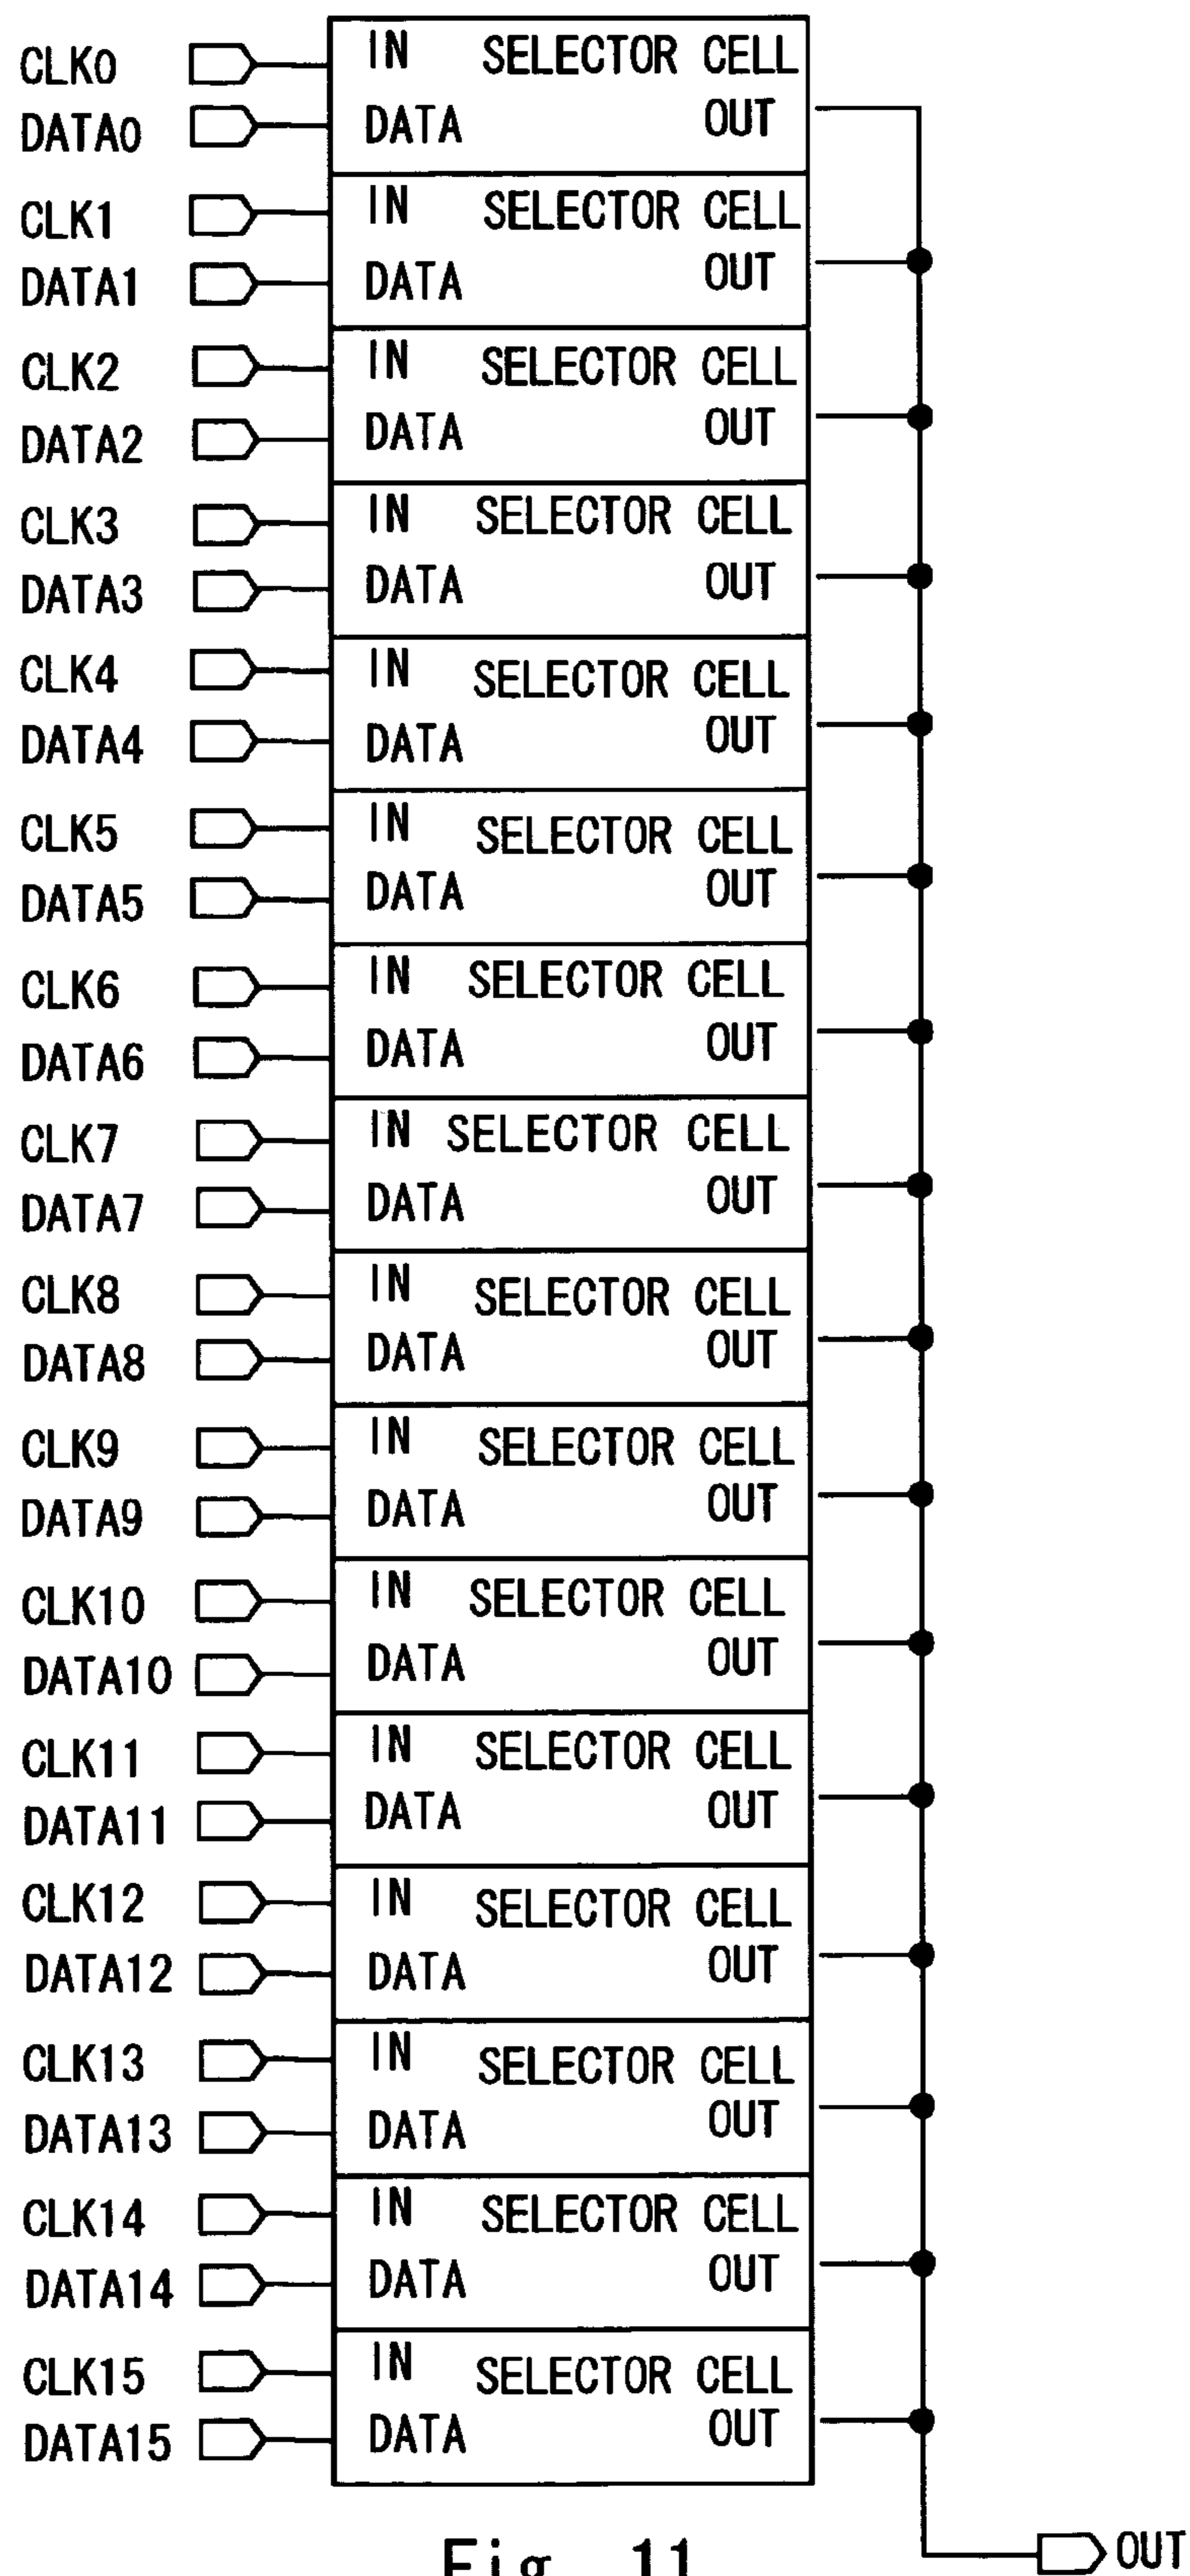 CLK0 IN SELECTOR CELL
DATA0 DATA OUT
CLK1 IN SELECTOR CELL
DATA1 DATA OUT
CLK2 IN SELECTOR CELL
DATA2 DATA OUT
CLK3 IN SELECTOR CELL
DATA3 DATA OUT
CLK4 IN SELECTOR CELL
DATA4 DATA OUT
CLK5 IN SELECTOR CELL
DATA5 DATA OUT
CLK6 IN SELECTOR CELL
DATA6 DATA OUT
CLK7 IN SELECTOR CELL
DATA7 DATA OUT
CLK8 IN SELECTOR CELL
DATA8 DATA OUT
CLK9 IN SELECTOR CELL
DATA9 DATA OUT
CLK10 IN SELECTOR CELL
DATA10 DATA OUT
CLK11 IN SELECTOR CELL
DATA11 DATA OUT
CLK12 IN SELECTOR CELL
DATA12 DATA OUT
CLK13 IN SELECTOR CELL
DATA13 DATA OUT
CLK14 IN SELECTOR CELL
DATA14 DATA OUT
CLK15 IN SELECTOR CELL
DATA15 DATA OUT
OUT
Fig. 11